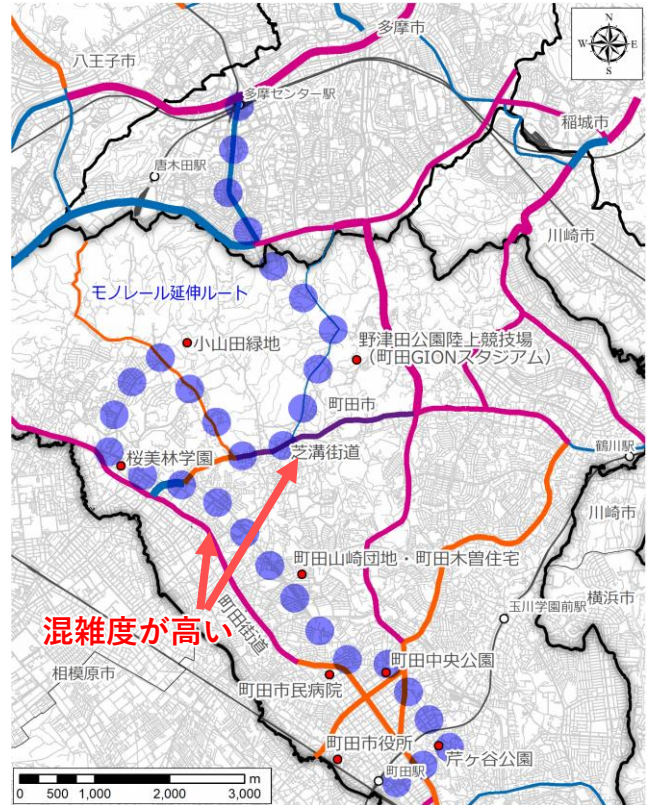 多摩市
N
W
E
S
八王子市
多摩センター駅
稲城市
唐木田駅
川崎市
モノレール延伸ルート
小山田緑地
野津田公園陸上競技場
(町田GIONスタジアム)
町田市
鶴川駅
桜美林学園
芝溝街道
川崎市
町田山崎団地・町田木曽住宅
横浜市
玉川学園前駅
町田街道
混雑度が高い
相模原市
町田中央公園
町田市民病院
町田市役所
芹ヶ谷公園
町田駅
0 500 1,000 2,000 3,000 m